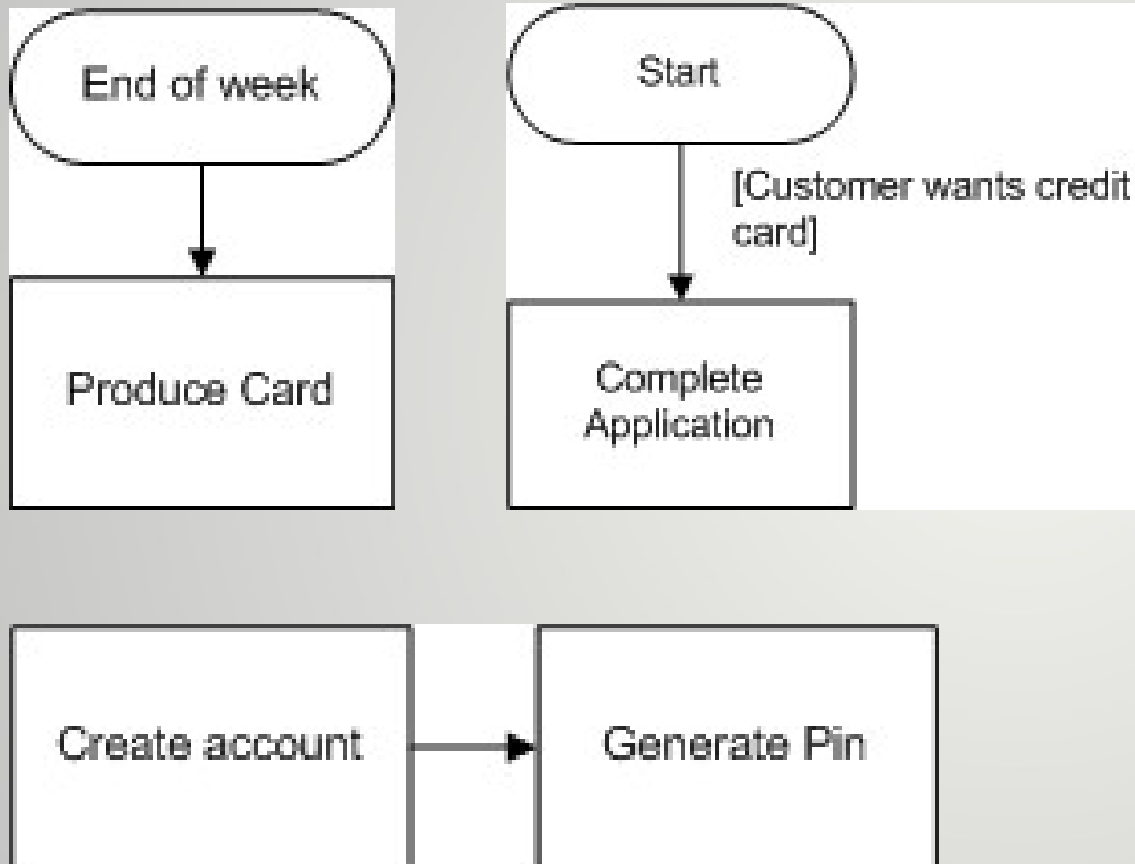 End of week
Produce Card
Start
[Customer wants credit
card]
Complete
Application
Create account
Generate Pin